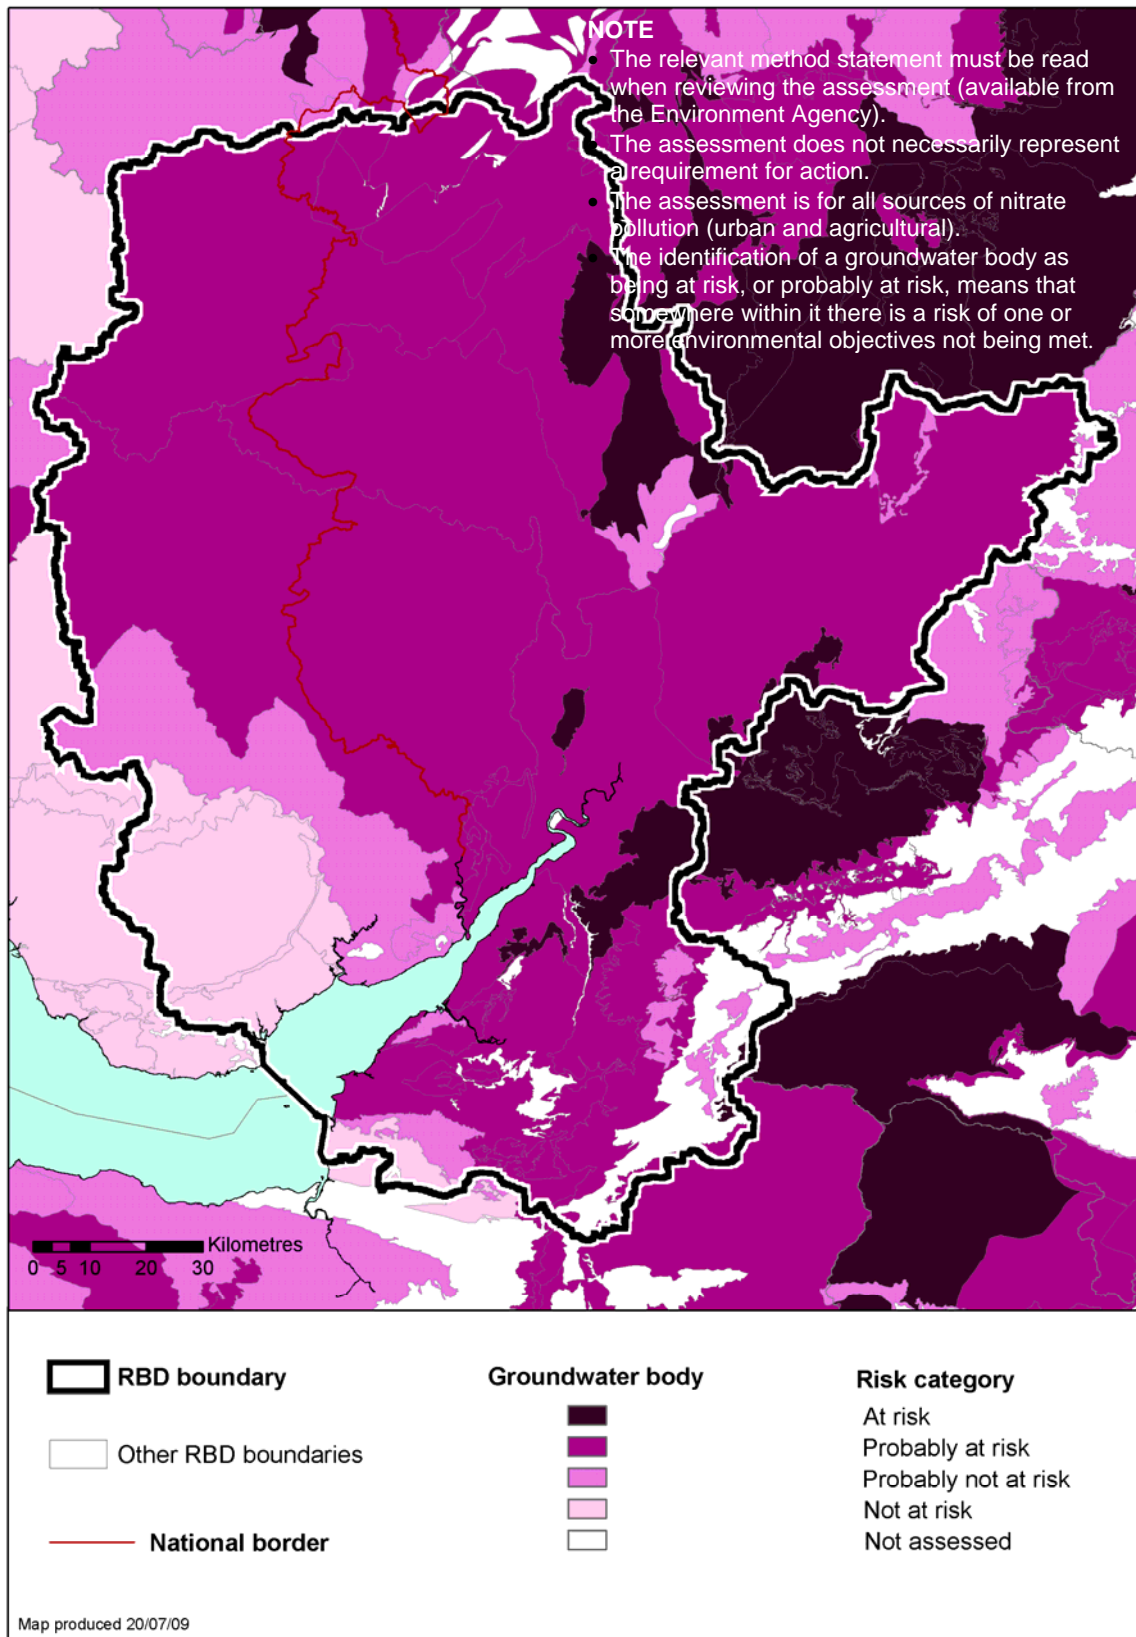 NOTE
• The relevant method statement must be read
when reviewing the assessment (available from
the Environment Agency).
• The assessment does not necessarily represent
a requirement for action.
• The assessment is for all sources of nitrate
pollution (urban and agricultural).
• The identification of a groundwater body as
being at risk, or probably at risk, means that
somewhere within it there is a risk of one or
more environmental objectives not being met.
Kilometres
0 5 10 20 30
RBD boundary
Other RBD boundaries
National border
Groundwater body
Risk category
At risk
Probably at risk
Probably not at risk
Not at risk
Not assessed
Map produced 20/07/09